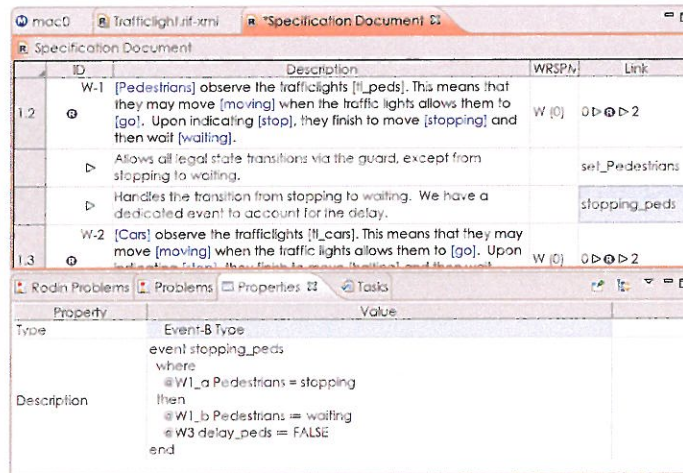 mac0
Trafficlight.rif-xmi
*Specification Document
Specification Document
ID Description WRSPM Link
W-1 [Pedestrians] observe the trafficlights [tl_peds]. This means that
they may move [moving] when the traffic lights allows them to
1.2 [go]. Upon indicating [stop], they finish to move [stopping] and W (0) 0 ▷ R ▷ 2
then wait [waiting].
▷ Allows all legal state transitions via the guard, except from set_Pedestrians
stopping to waiting.
▷ Handles the transition from stopping to waiting. We have a stopping_peds
dedicated event to account for the delay.
W-2 [Cars] observe the trafficlights [tl_cars]. This means that they may
1.3 move [moving] when the traffic lights allows them to [go]. Upon W (0) 0 ▷ R ▷ 2
Rodin Problems
Problems
Properties
Tasks
Property Value
Type Event-B Type
Description
event stopping_peds
where
@W1_a Pedestrians = stopping
then
@W1_b Pedestrians ≔ waiting
@W3 delay_peds ≔ FALSE
end